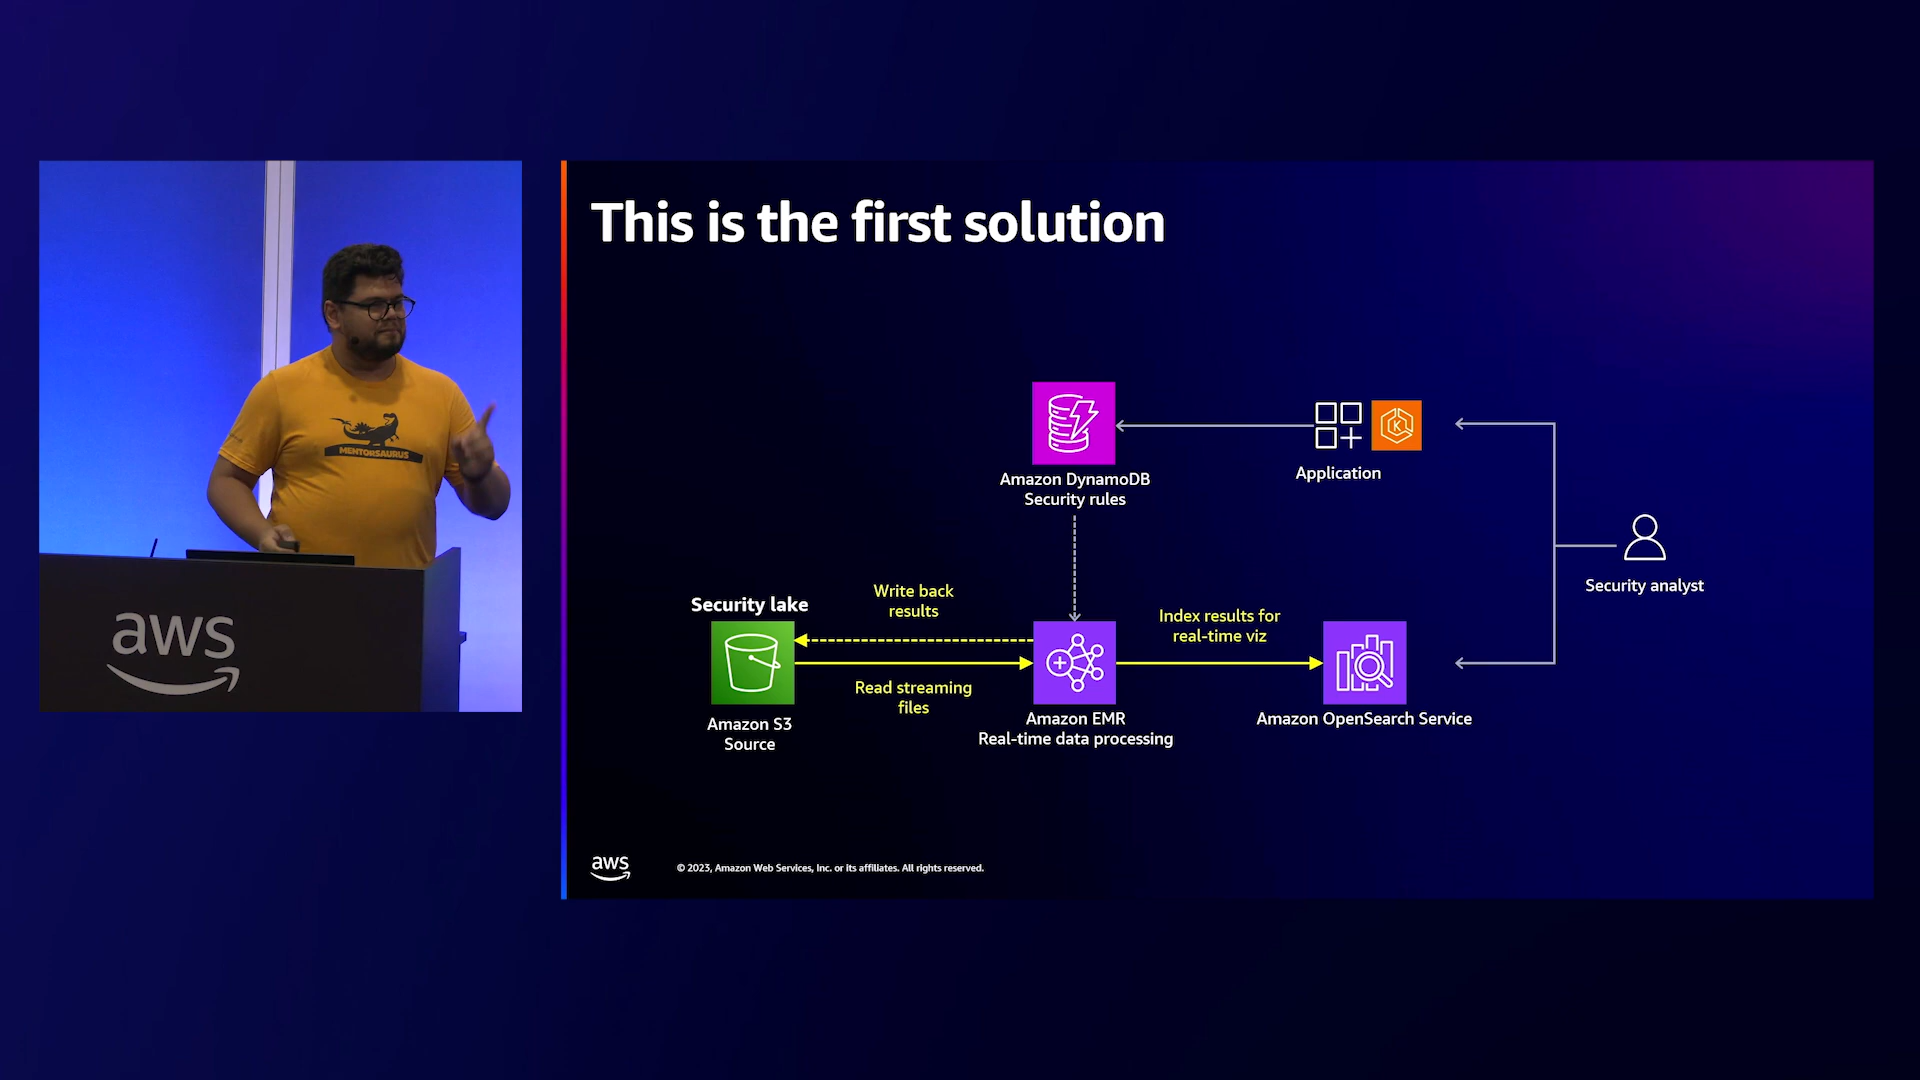 MENTORSAURUS
aws
This is the first solution
Amazon DynamoDB
Security rules
K
Application
Security analyst
Security lake
Write back
results
Read streaming
files
Amazon S3
Source
Amazon EMR
Real-time data processing
Index results for
real-time viz
Amazon OpenSearch Service
aws
© 2023, Amazon Web Services, Inc. or its affiliates. All rights reserved.